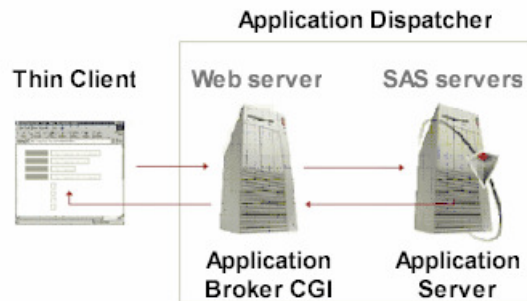 Application Dispatcher
Thin Client
Web server
SAS servers
Application
Broker CGI
Application
Server